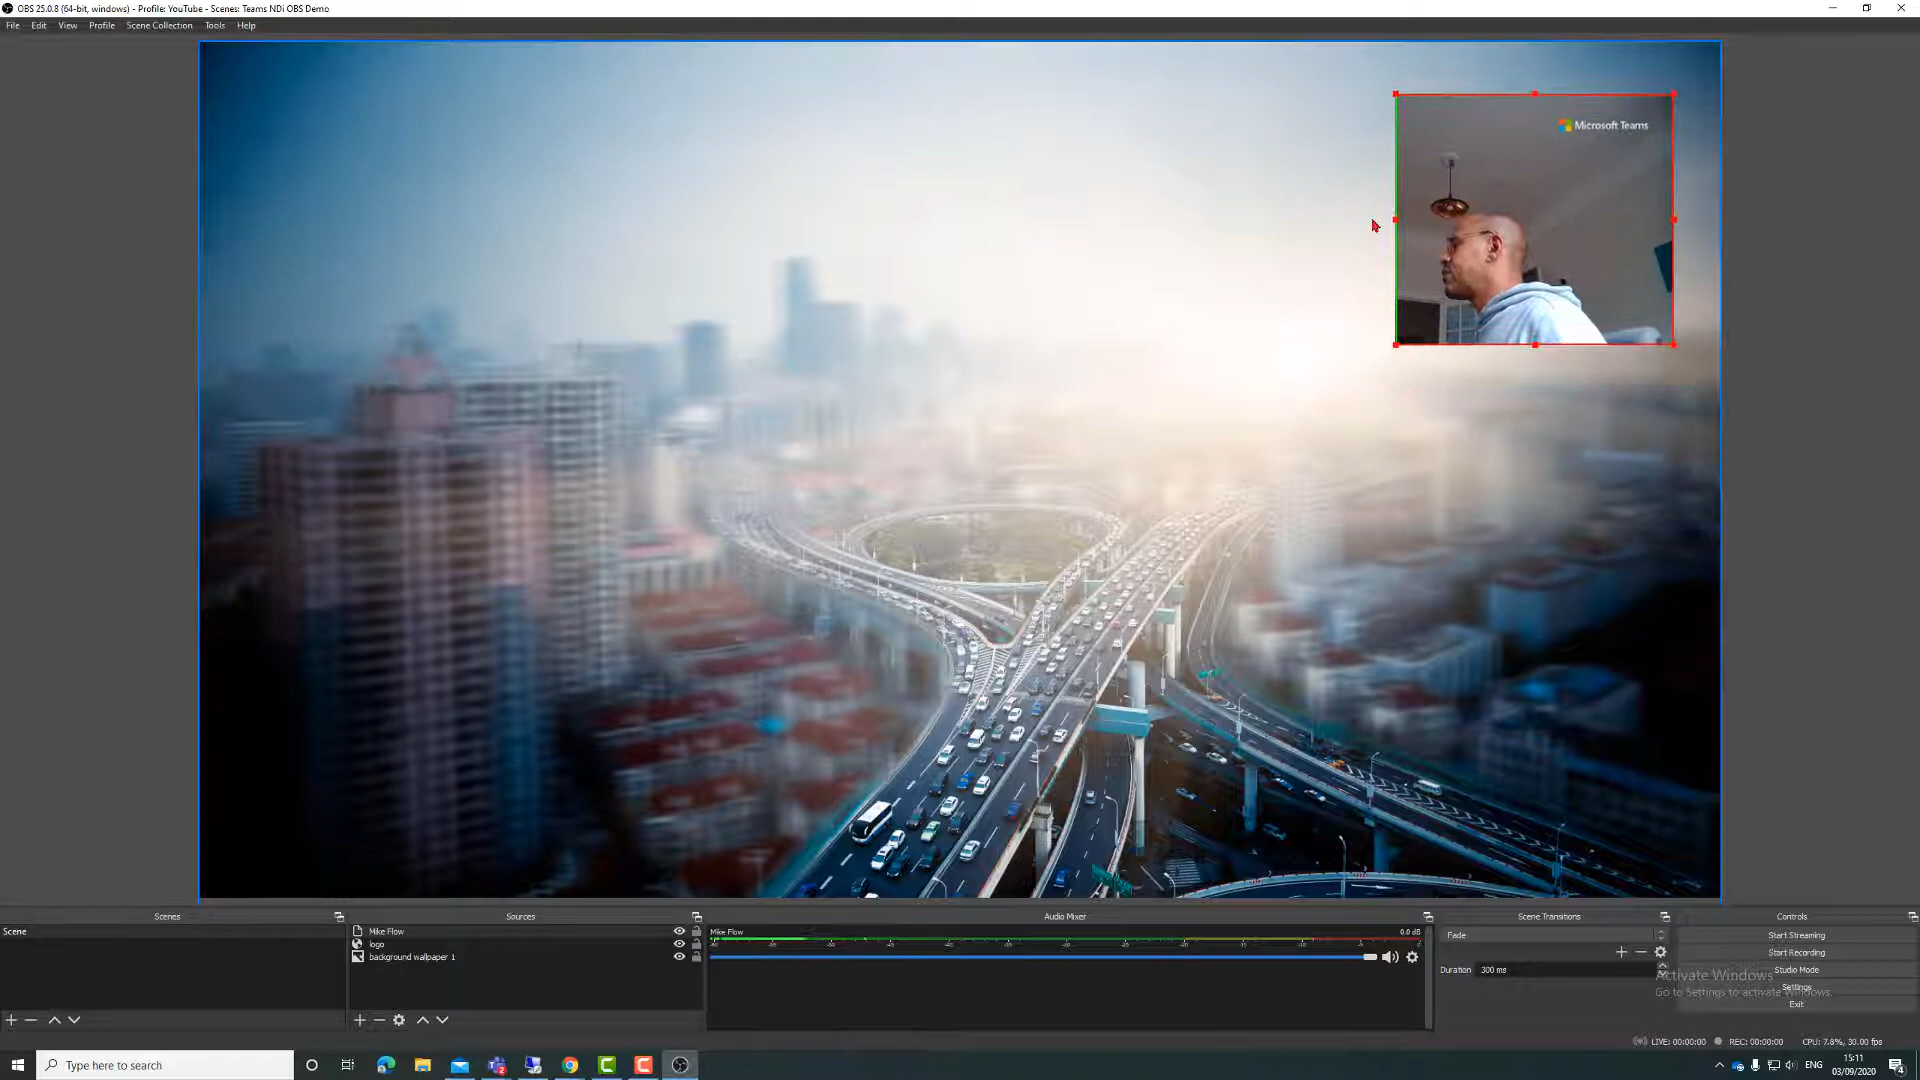 OBS 25.0.8 (64-bit, windows) - Profile: YouTube - Scenes: Teams NDi OBS Demo
File Edit View Profile Scene Collection Tools Help
Microsoft Teams
Scenes Sources Audio Mixer Scene Transitions Controls
Scene
Mike Flow
logo
background wallpaper 1
Mike Flow 0.0 dB
Fade
Duration 300 ms
Start Streaming
Start Recording
Studio Mode
Settings
Exit
Activate Windows
Go to Settings to activate Windows.
LIVE: 00:00:00 REC: 00:00:00 CPU: 7.8%, 30.00 fps
Type here to search
2
ENG
15:11
03/09/2020
4